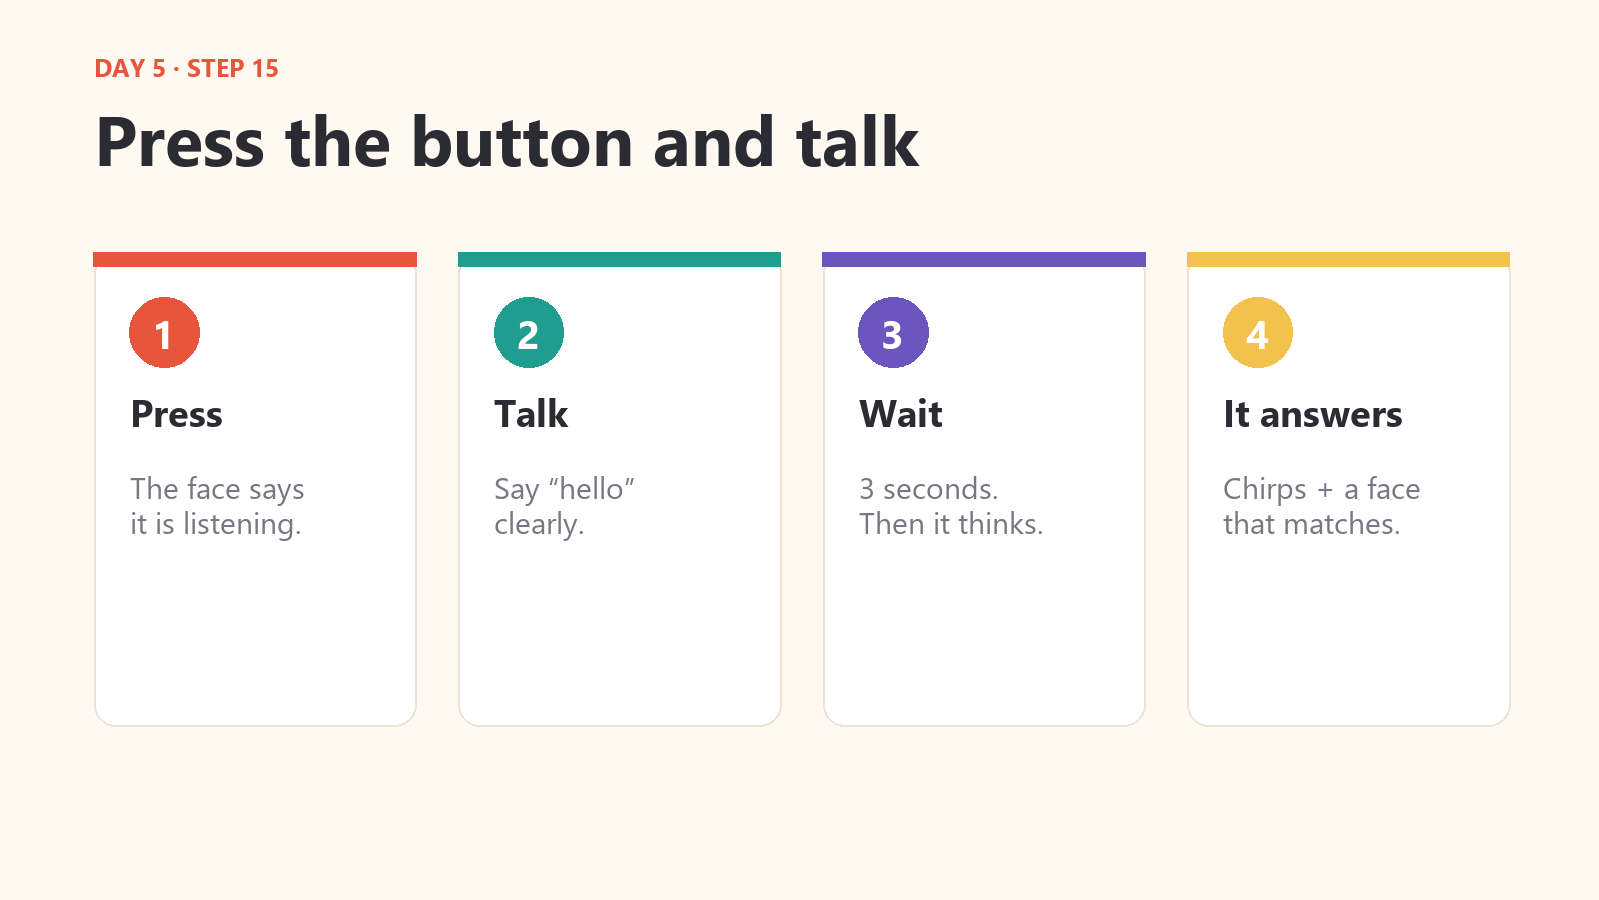 DAY 5 · STEP 15
Press the button and talk
1
Press
The face says
it is listening.
2
Talk
Say “hello”
clearly.
3
Wait
3 seconds.
Then it thinks.
4
It answers
Chirps + a face
that matches.